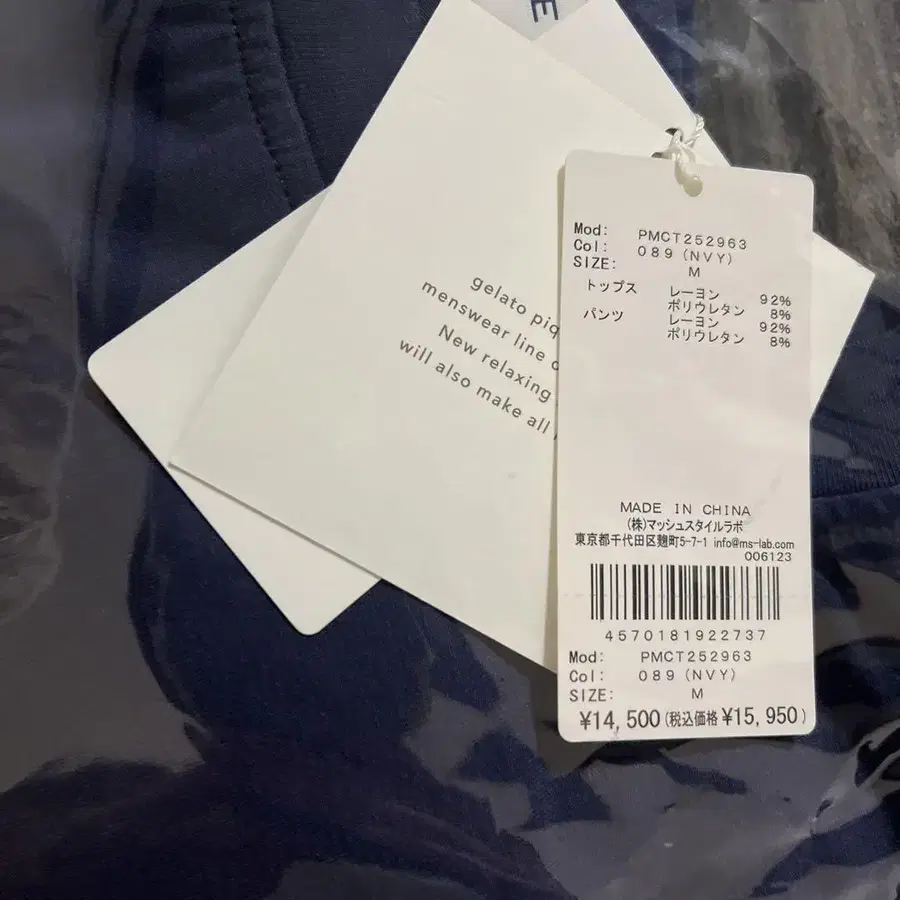 E
gelato piq
menswear line o
New relaxing
will also make all
Mod: PMCT252963
Col: 089 (NVY)
SIZE: M
トップス レーヨン 92%
ポリウレタン 8%
パンツ レーヨン 92%
ポリウレタン 8%
MADE IN CHINA
(株)マッシュスタイルラボ
東京都千代田区麹町5-7-1 info@ms-lab.com
006123
4570181922737
Mod: PMCT252963
Col: 089 (NVY)
SIZE: M
¥14,500(税込価格¥15,950)